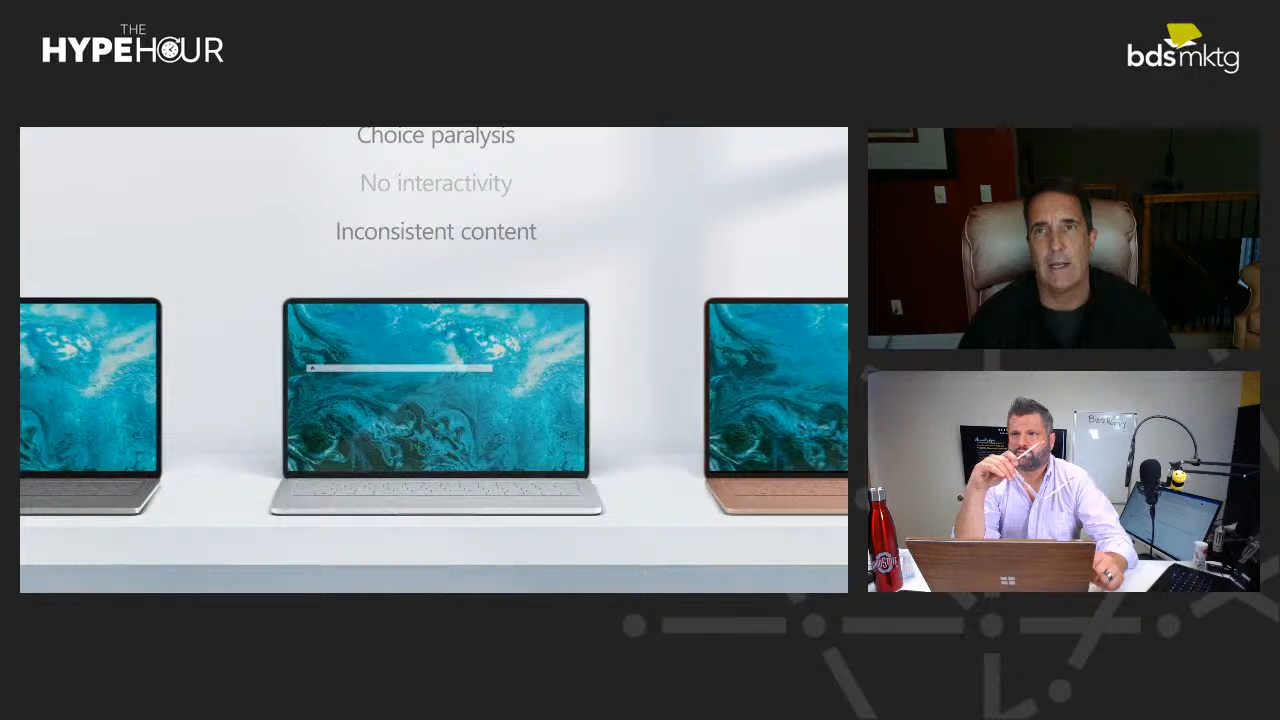 THE
HYPEHOUR
bdsmktg
Choice paralysis
No interactivity
Inconsistent content